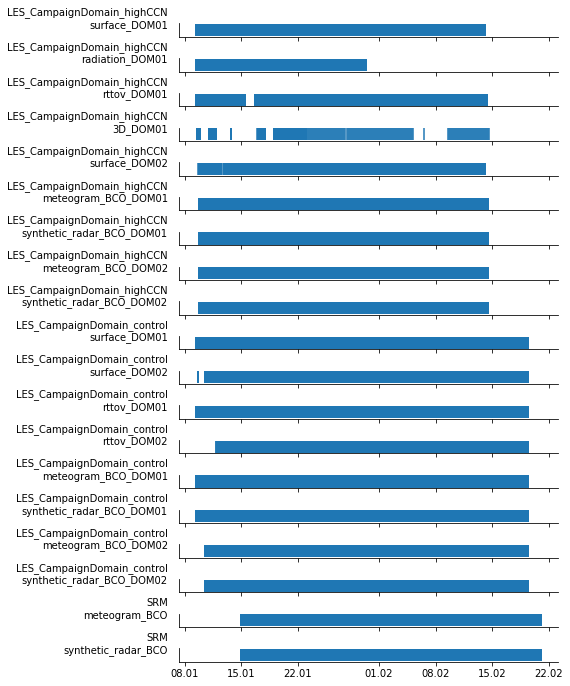 LES_CampaignDomain_highCCN
surface_DOM01
LES_CampaignDomain_highCCN
radiation_DOM01
LES_CampaignDomain_highCCN
rttov_DOM01
LES_CampaignDomain_highCCN
3D_DOM01
LES_CampaignDomain_highCCN
surface_DOM02
LES_CampaignDomain_highCCN
meteogram_BCO_DOM01
LES_CampaignDomain_highCCN
synthetic_radar_BCO_DOM01
LES_CampaignDomain_highCCN
meteogram_BCO_DOM02
LES_CampaignDomain_highCCN
synthetic_radar_BCO_DOM02
LES_CampaignDomain_control
surface_DOM01
LES_CampaignDomain_control
surface_DOM02
LES_CampaignDomain_control
rttov_DOM01
LES_CampaignDomain_control
rttov_DOM02
LES_CampaignDomain_control
meteogram_BCO_DOM01
LES_CampaignDomain_control
synthetic_radar_BCO_DOM01
LES_CampaignDomain_control
meteogram_BCO_DOM02
LES_CampaignDomain_control
synthetic_radar_BCO_DOM02
SRM
meteogram_BCO
SRM
synthetic_radar_BCO
08.01 15.01 22.01 01.02 08.02 15.02 22.02